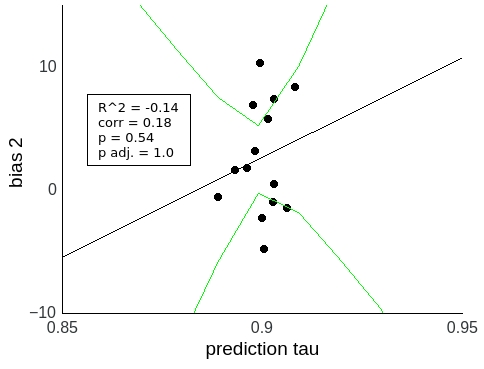 10
R^2 = -0.14
corr = 0.18
p = 0.54
p adj. = 1.0
bias 2
0
−10
0.85 0.9 0.95
prediction tau